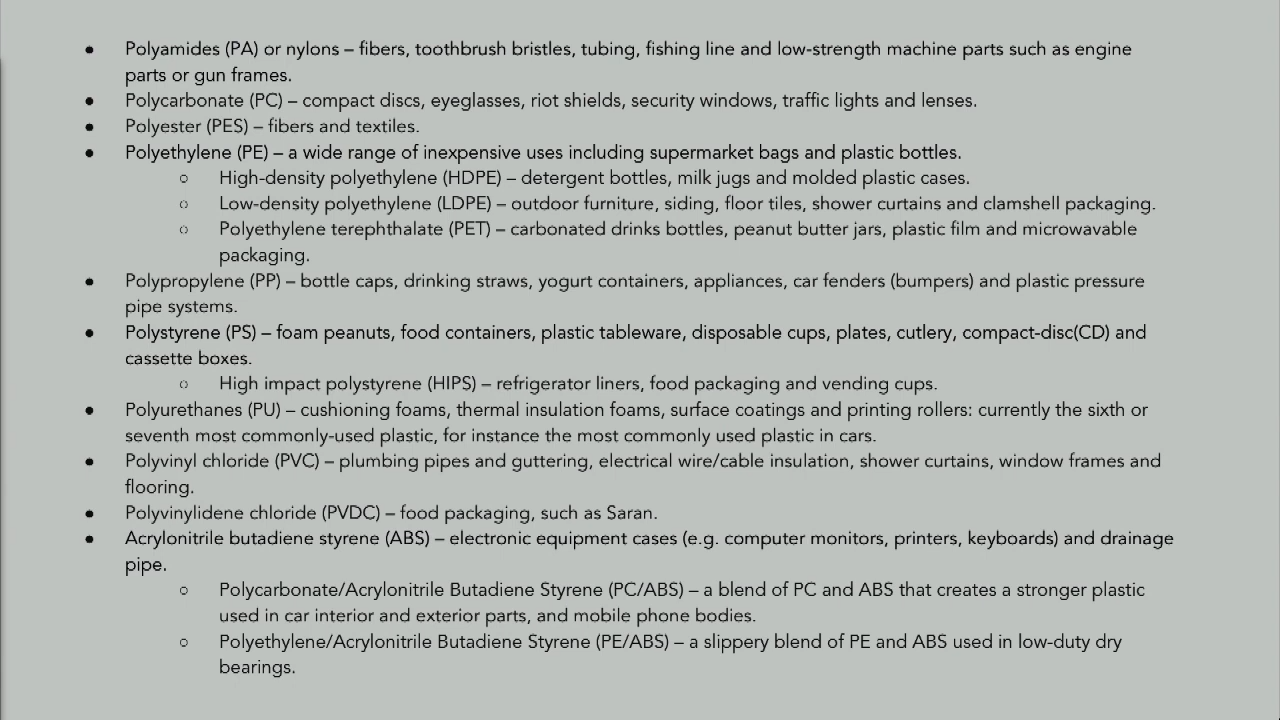 ● Polyamides (PA) or nylons – fibers, toothbrush bristles, tubing, fishing line and low-strength machine parts such as engine
parts or gun frames.
● Polycarbonate (PC) – compact discs, eyeglasses, riot shields, security windows, traffic lights and lenses.
● Polyester (PES) – fibers and textiles.
● Polyethylene (PE) – a wide range of inexpensive uses including supermarket bags and plastic bottles.
○ High-density polyethylene (HDPE) – detergent bottles, milk jugs and molded plastic cases.
○ Low-density polyethylene (LDPE) – outdoor furniture, siding, floor tiles, shower curtains and clamshell packaging.
○ Polyethylene terephthalate (PET) – carbonated drinks bottles, peanut butter jars, plastic film and microwavable
packaging.
● Polypropylene (PP) – bottle caps, drinking straws, yogurt containers, appliances, car fenders (bumpers) and plastic pressure
pipe systems.
● Polystyrene (PS) – foam peanuts, food containers, plastic tableware, disposable cups, plates, cutlery, compact-disc(CD) and
cassette boxes.
○ High impact polystyrene (HIPS) – refrigerator liners, food packaging and vending cups.
● Polyurethanes (PU) – cushioning foams, thermal insulation foams, surface coatings and printing rollers: currently the sixth or
seventh most commonly-used plastic, for instance the most commonly used plastic in cars.
● Polyvinyl chloride (PVC) – plumbing pipes and guttering, electrical wire/cable insulation, shower curtains, window frames and
flooring.
● Polyvinylidene chloride (PVDC) – food packaging, such as Saran.
● Acrylonitrile butadiene styrene (ABS) – electronic equipment cases (e.g. computer monitors, printers, keyboards) and drainage
pipe.
○ Polycarbonate/Acrylonitrile Butadiene Styrene (PC/ABS) – a blend of PC and ABS that creates a stronger plastic
used in car interior and exterior parts, and mobile phone bodies.
○ Polyethylene/Acrylonitrile Butadiene Styrene (PE/ABS) – a slippery blend of PE and ABS used in low-duty dry
bearings.